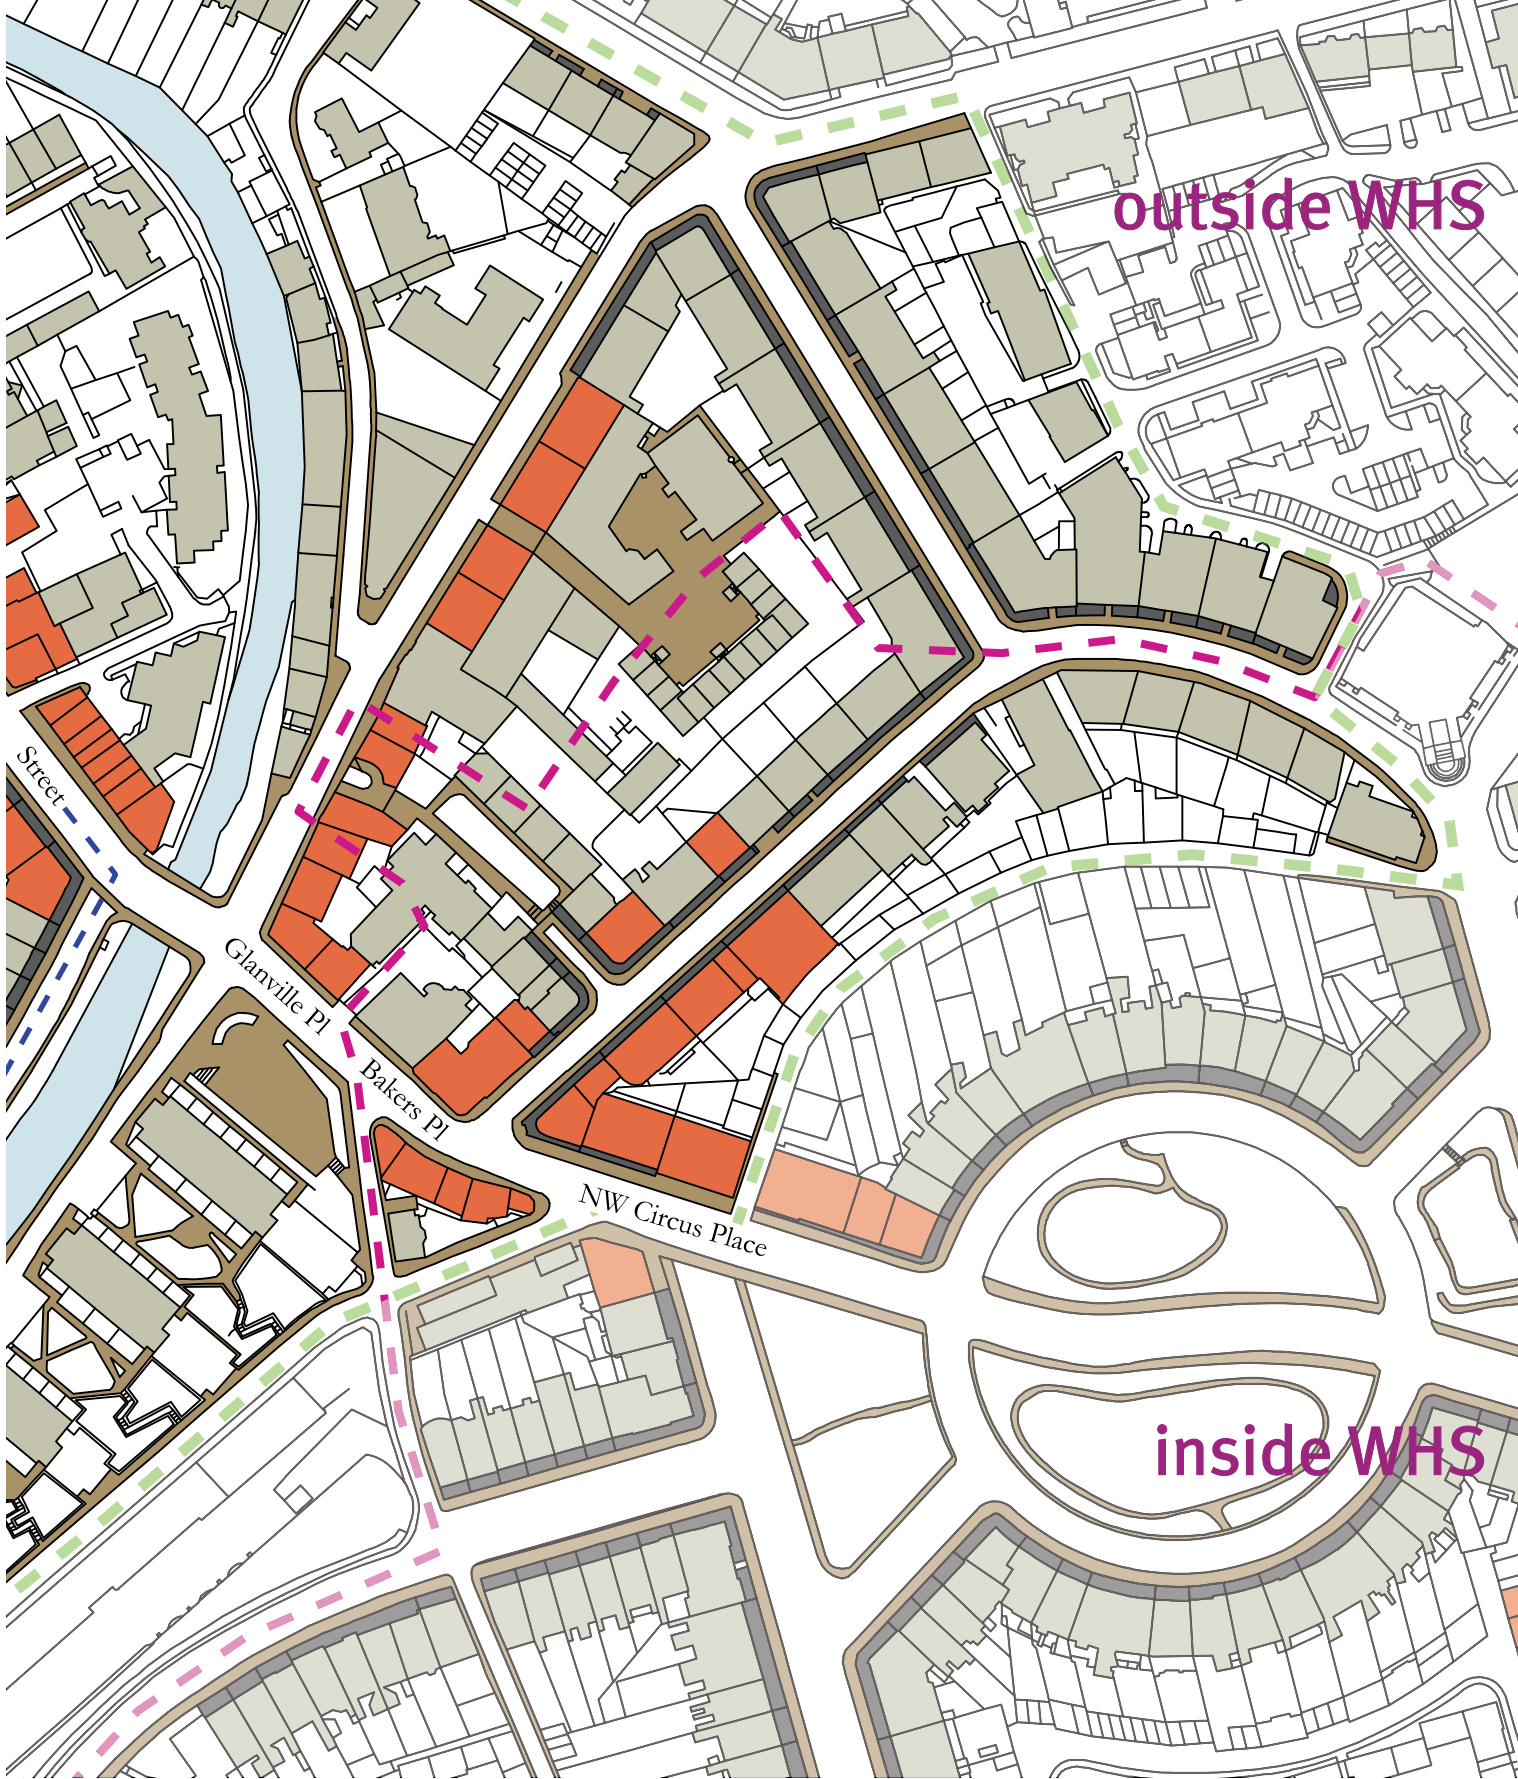 outside WHS
Street
Glanville Pl
Bakers Pl
NW Circus Place
inside WHS